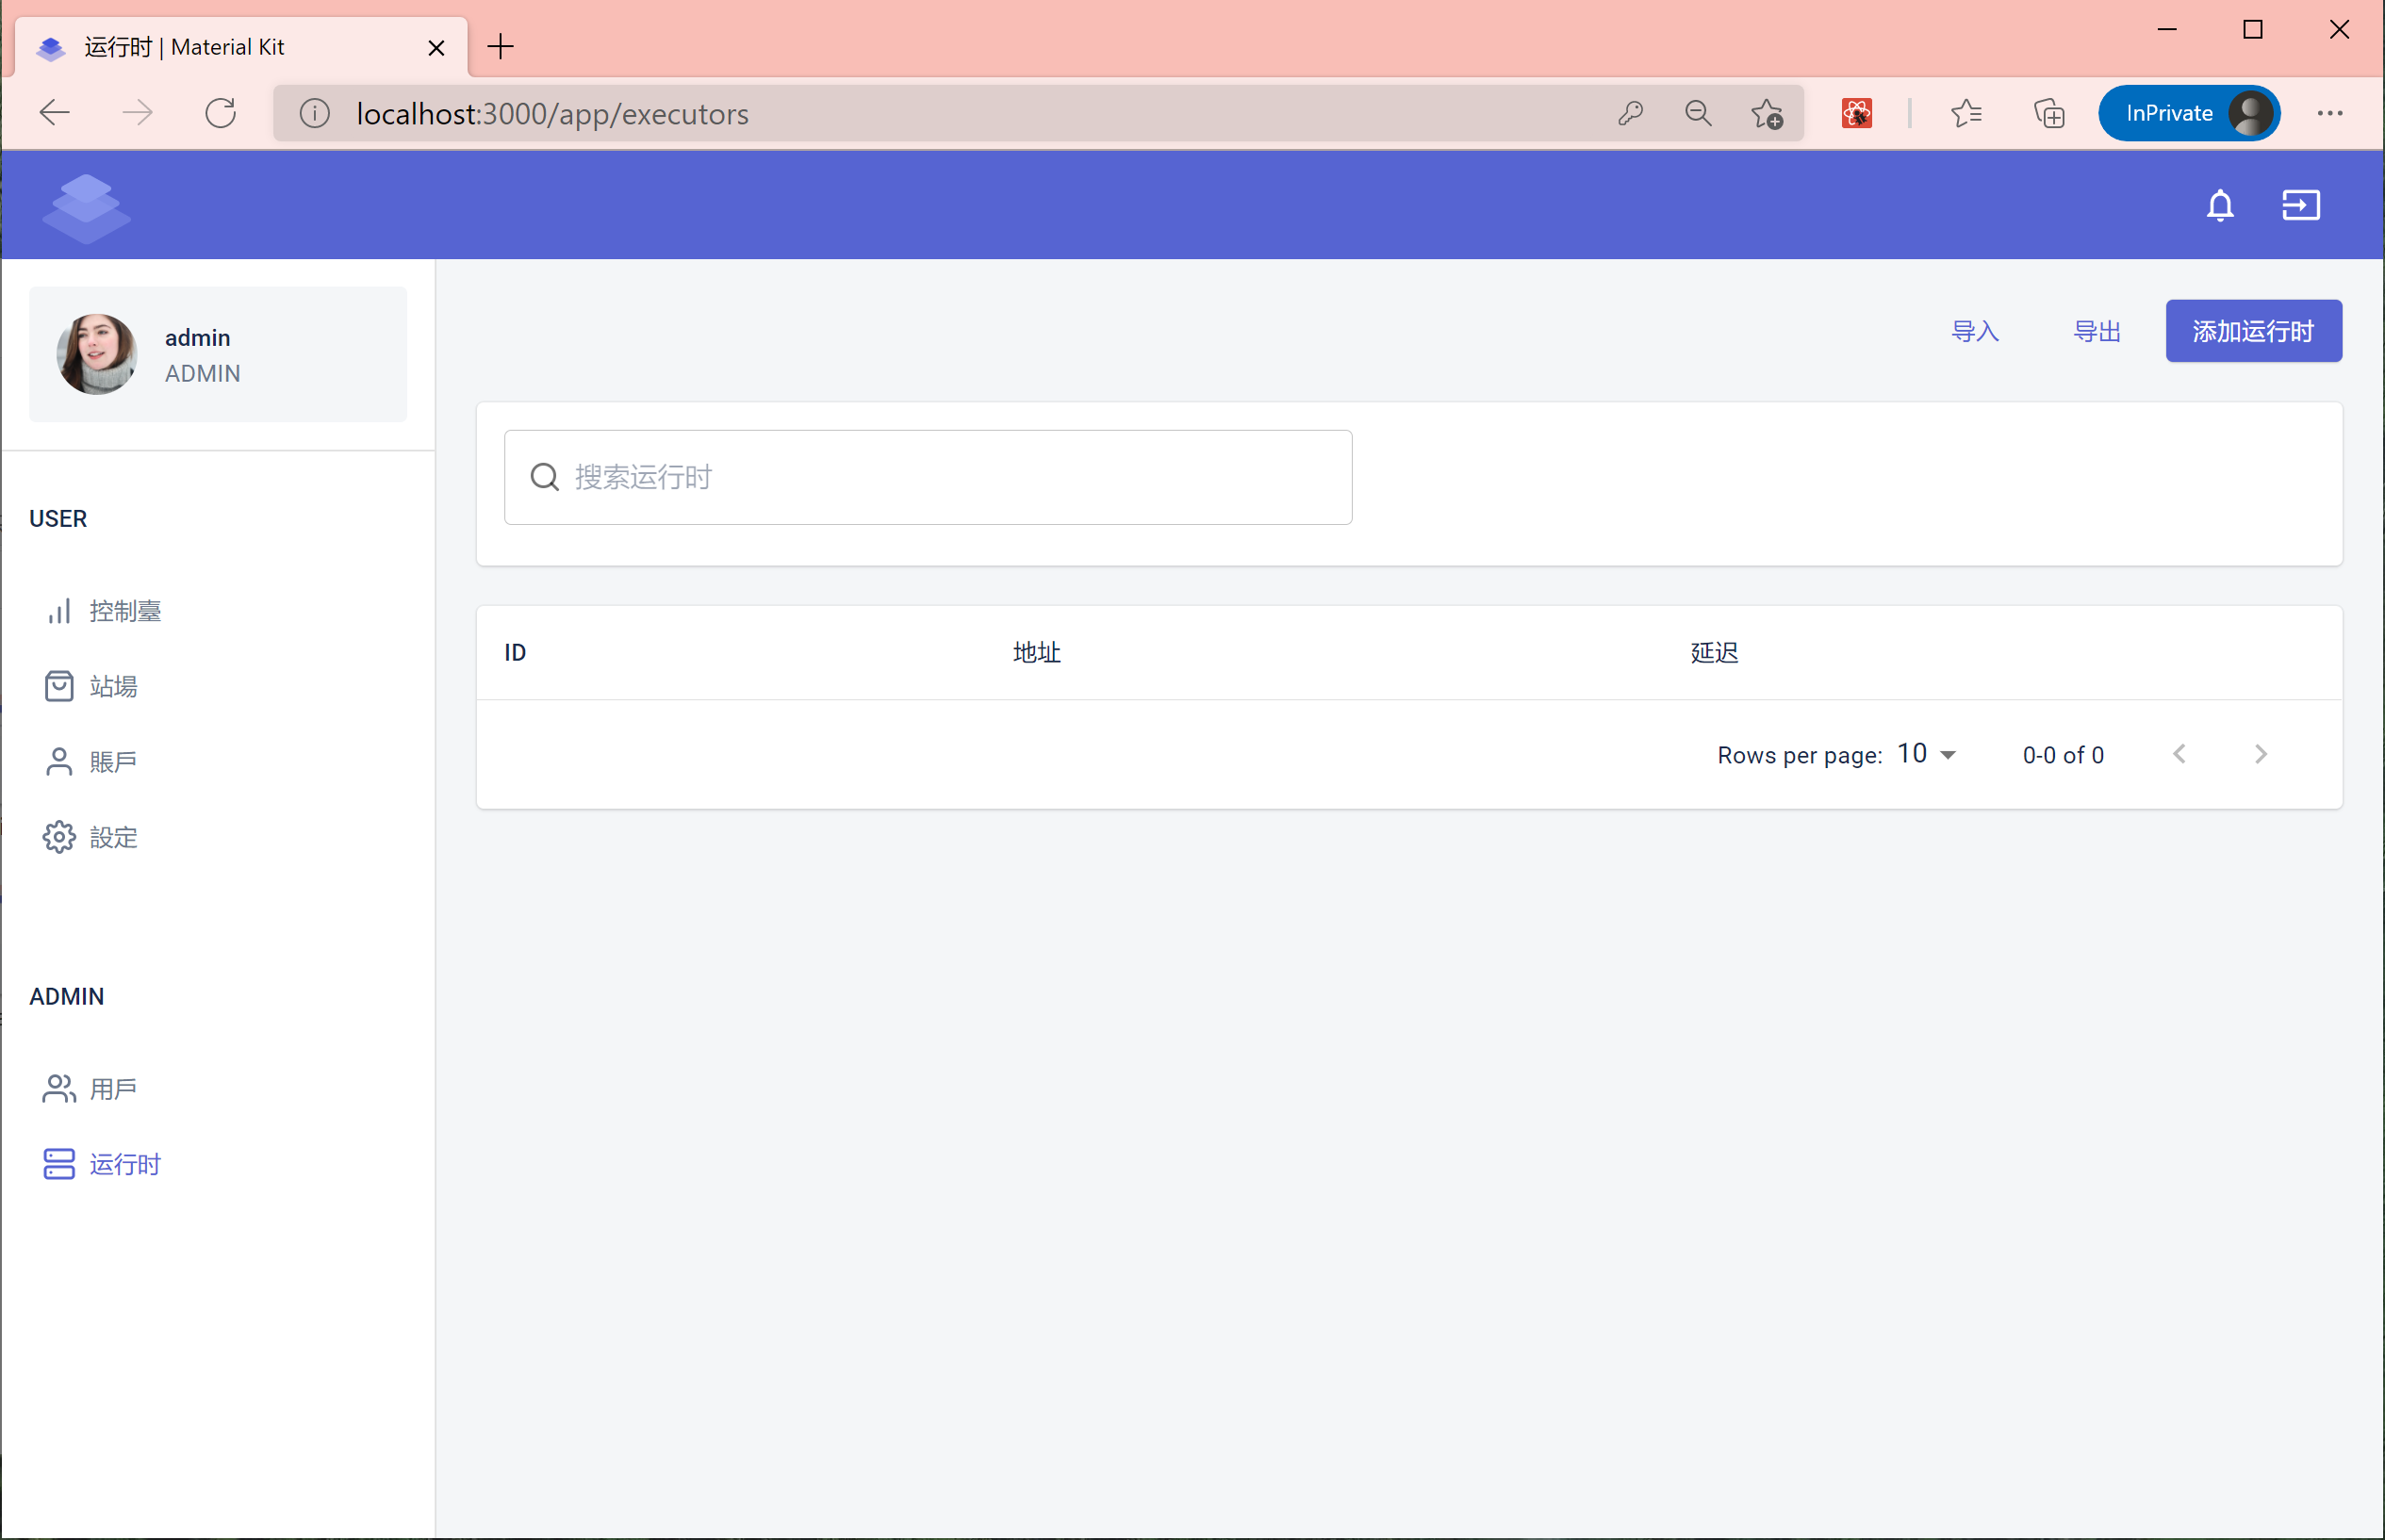 运行时 | Material Kit
localhost:3000/app/executors
InPrivate
admin
ADMIN
导入 导出 添加运行时
搜索运行时
USER
控制臺
站場
賬戶
設定
ID 地址 延迟
Rows per page: 10 0-0 of 0
ADMIN
用戶
运行时